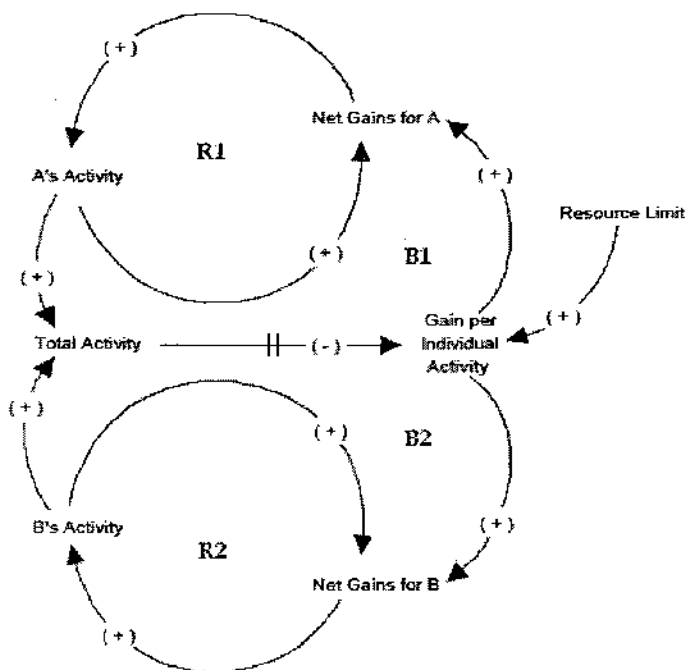 ( + )
Net Gains for A
R1
A's Activity
( + )
Resource Limit
( + )
B1
( + )
( + )
Total Activity
( - )
Gain per
Individual
Activity
( + )
( + )
B2
B's Activity
R2
( + )
Net Gains for B
( + )